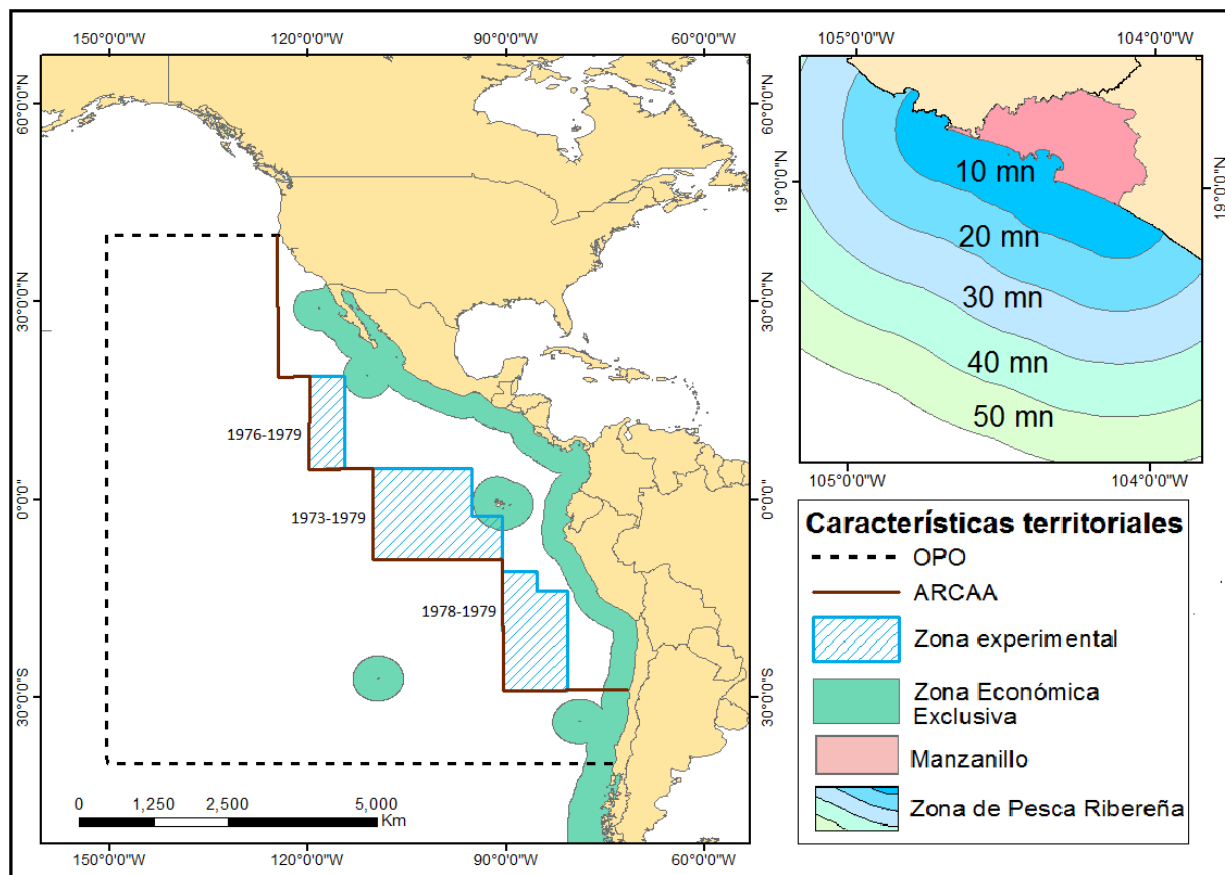 150°0'0"W 120°0'0"W 90°0'0"W 60°0'0"W
60°0'0"N
30°0'0"N
0°0'0"
30°0'0"S
60°0'0"N
30°0'0"N
0°0'0"
30°0'0"S
1976-1979
1973-1979
1978-1979
0 1,250 2,500 5,000
Km
150°0'0"W 120°0'0"W 90°0'0"W 60°0'0"W
105°0'0"W 104°0'0"W
19°0'0"N
19°0'0"N
10 mn
20 mn
30 mn
40 mn
50 mn
105°0'0"W 104°0'0"W
Características territoriales
OPO
ARCAA
Zona experimental
Zona Económica
Exclusiva
Manzanillo
Zona de Pesca Ribereña